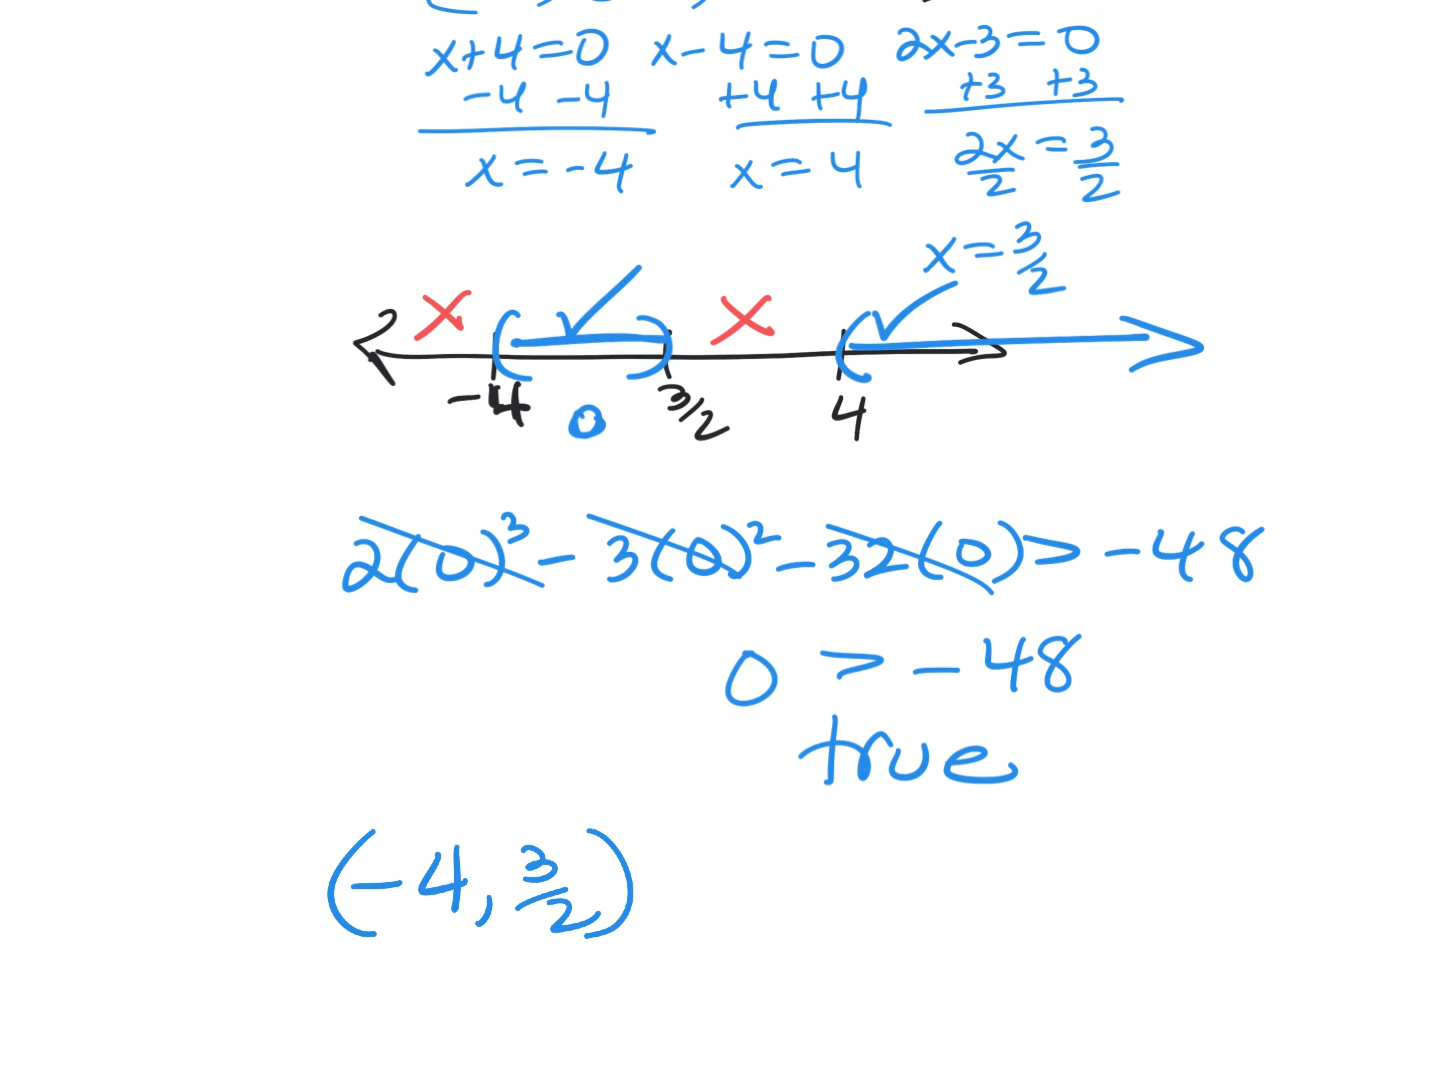 x+4=0 x-4=0 2x-3=0
-4 -4 +4 +4 +3 +3
x=-4 x=4 2x/2 = 3/2
x=3/2
x x
( ) (
-4 0 3/2 4
2(0)³ - 3(0)² - 32(0) > -48
0 > -48
true
(-4, 3/2)